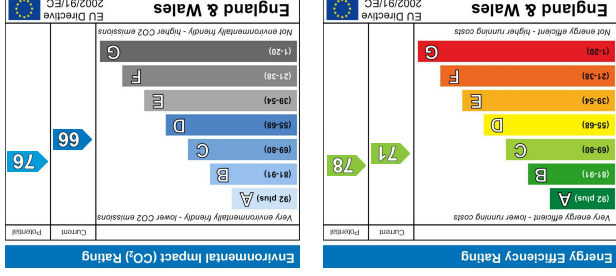 Energy Efficiency Rating
Current
Potential
Very energy efficient - lower running costs
(92 plus) A
(81-91) B
(69-80) C
(55-68) D
(39-54) E
(21-38) F
(1-20) G
Not energy efficient - higher running costs
71
78
England & Wales
EU Directive
2002/91/EC
Environmental Impact (CO₂) Rating
Current
Potential
Very environmentally friendly - lower CO2 emissions
(92 plus) A
(81-91) B
(69-80) C
(55-68) D
(39-54) E
(21-38) F
(1-20) G
Not environmentally friendly - higher CO2 emissions
66
76
England & Wales
EU Directive
2002/91/EC